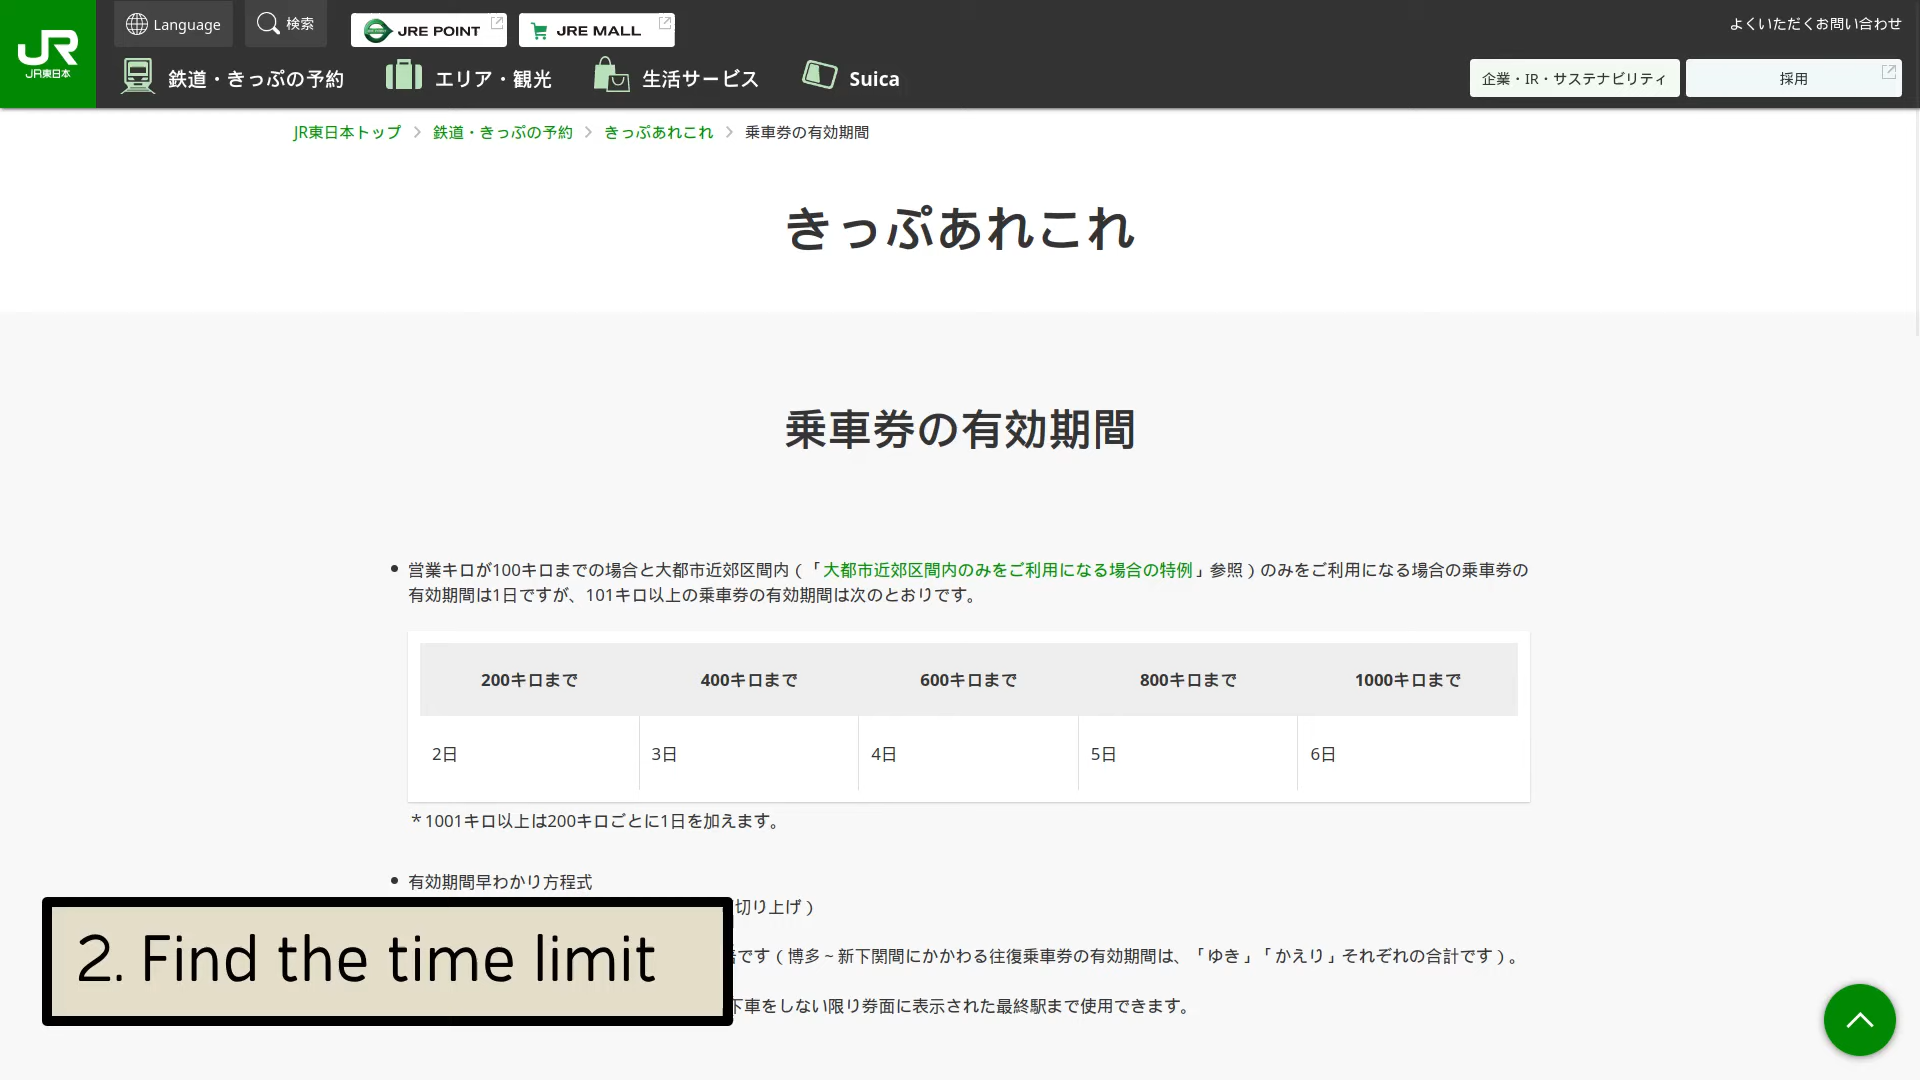 Language
検索
JRE POINT
JRE MALL
よくいただくお問い合わせ
JR
JR東日本
鉄道・きっぷの予約
エリア・観光
生活サービス
Suica
企業・IR・サステナビリティ
採用
JR東日本トップ > 鉄道・きっぷの予約 > きっぷあれこれ > 乗車券の有効期間
きっぷあれこれ
乗車券の有効期間
• 営業キロが100キロまでの場合と大都市近郊区間内(「大都市近郊区間内のみをご利用になる場合の特例」参照)のみをご利用になる場合の乗車券の
有効期間は1日ですが、101キロ以上の乗車券の有効期間は次のとおりです。
200キロまで 400キロまで 600キロまで 800キロまで 1000キロまで
2日 3日 4日 5日 6日
*1001キロ以上は200キロごとに1日を加えます。
• 有効期間早わかり方程式
切り上げ)
です(博多~新下関間にかかわる往復乗車券の有効期間は、「ゆき」「かえり」それぞれの合計です)。
下車をしない限り券面に表示された最終駅まで使用できます。
2. Find the time limit